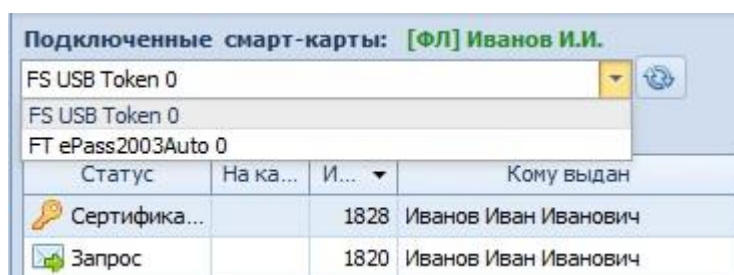 Подключенные смарт-карты: [ФЛ] Иванов И.И.
FS USB Token 0
FS USB Token 0
FT ePass2003Auto 0
Статус На ка... И... Кому выдан
Сертифика... 1828 Иванов Иван Иванович
Запрос 1820 Иванов Иван Иванович